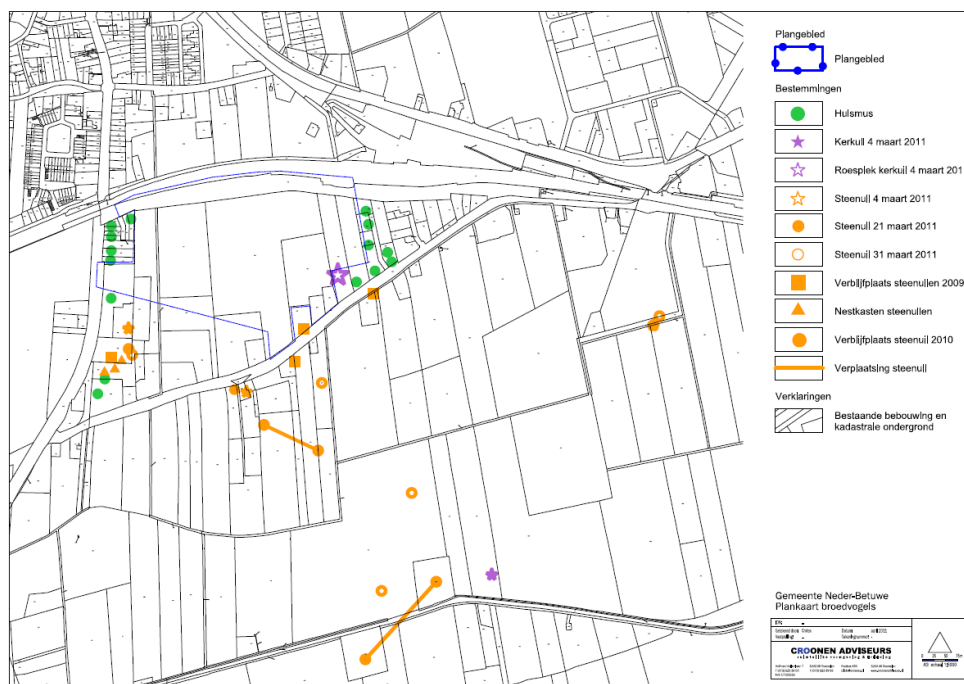 Plangebied
Plangebied
Bestemmingen
Huismus
Kerkuil 4 maart 2011
Roesplek kerkuil 4 maart 201
Steenuil 4 maart 2011
Steenuil 21 maart 2011
Steenuil 31 maart 2011
Verblijfplaats steenuilen 2009
Nestkasten steenuilen
Verblijfplaats steenuil 2010
Verplaatsing steenuil
Verklaringen
Bestaande bebouwing en
kadastrale ondergrond
Gemeente Neder-Betuwe
Plankaart broedvogels
CROONEN ADVISEURS